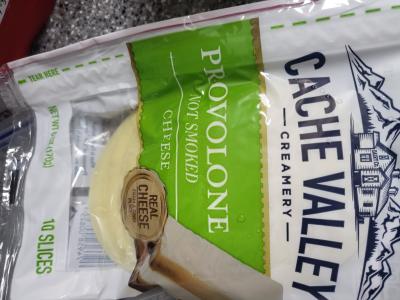 TEAR HERE
CACHE VALLEY
CREAMERY
PROVOLONE
NOT SMOKED
CHEESE
REAL
CHEESE
10 SLICES